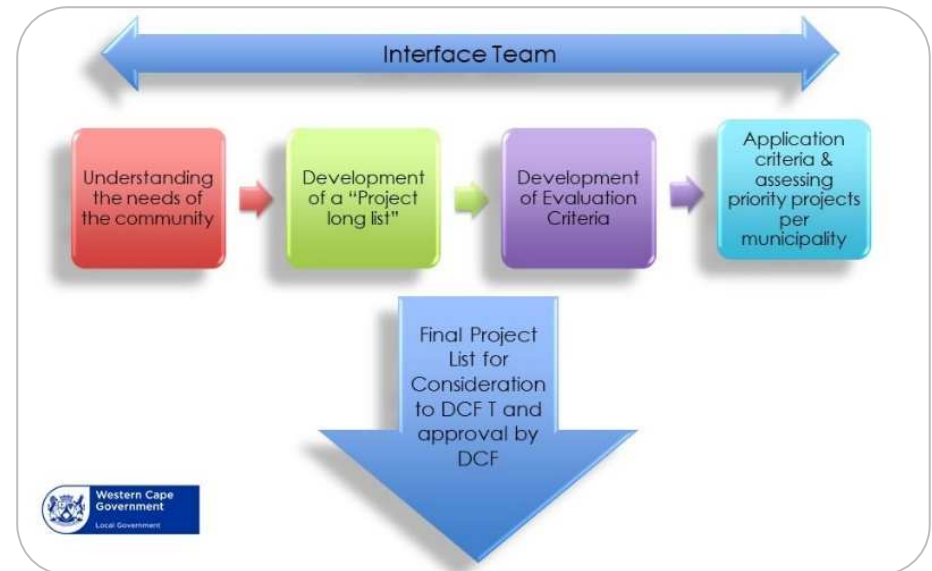 Interface Team
Understanding
the needs of
the community
Development
of a “Project
long list”
Development
of Evaluation
Criteria
Application
criteria &
assessing
priority projects
per
municipality
Final Project
List for
Consideration
to DCF T and
approval by
DCF
Western Cape
Government
Local Government